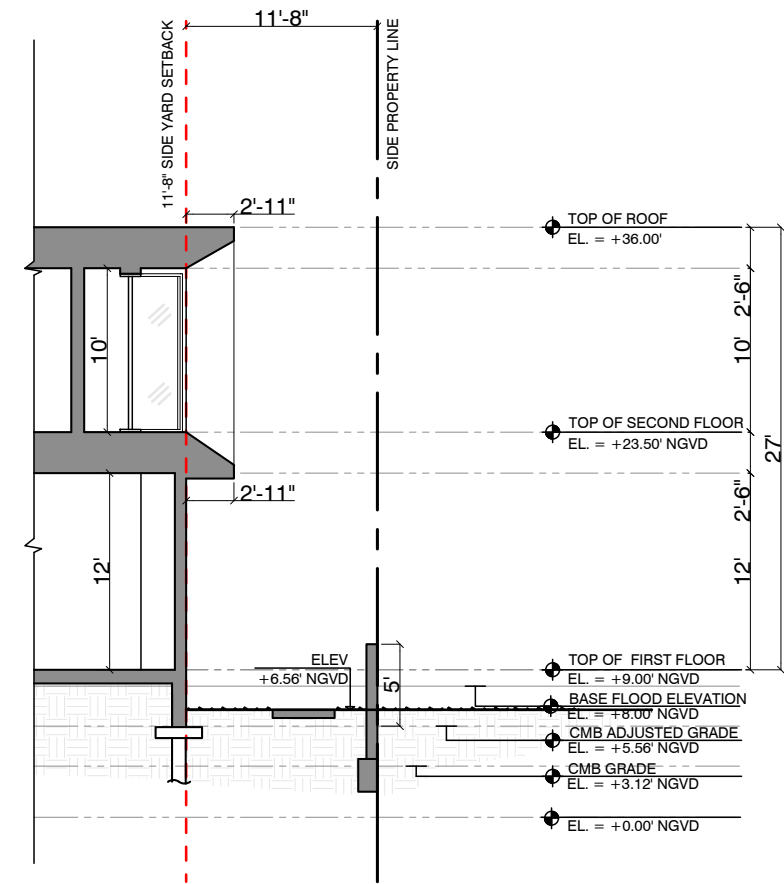 11'-8"
11'-8" SIDE YARD SETBACK
SIDE PROPERTY LINE
2'-11"
TOP OF ROOF
EL. = +36.00'
2'-6"
10'
10'
TOP OF SECOND FLOOR
EL. = +23.50' NGVD
27'
2'-11"
2'-6"
12'
12'
ELEV
+6.56' NGVD
5'
TOP OF FIRST FLOOR
EL. = +9.00' NGVD
BASE FLOOD ELEVATION
EL. = +8.00' NGVD
CMB ADJUSTED GRADE
EL. = +5.56' NGVD
CMB GRADE
EL. = +3.12' NGVD
EL. = +0.00' NGVD